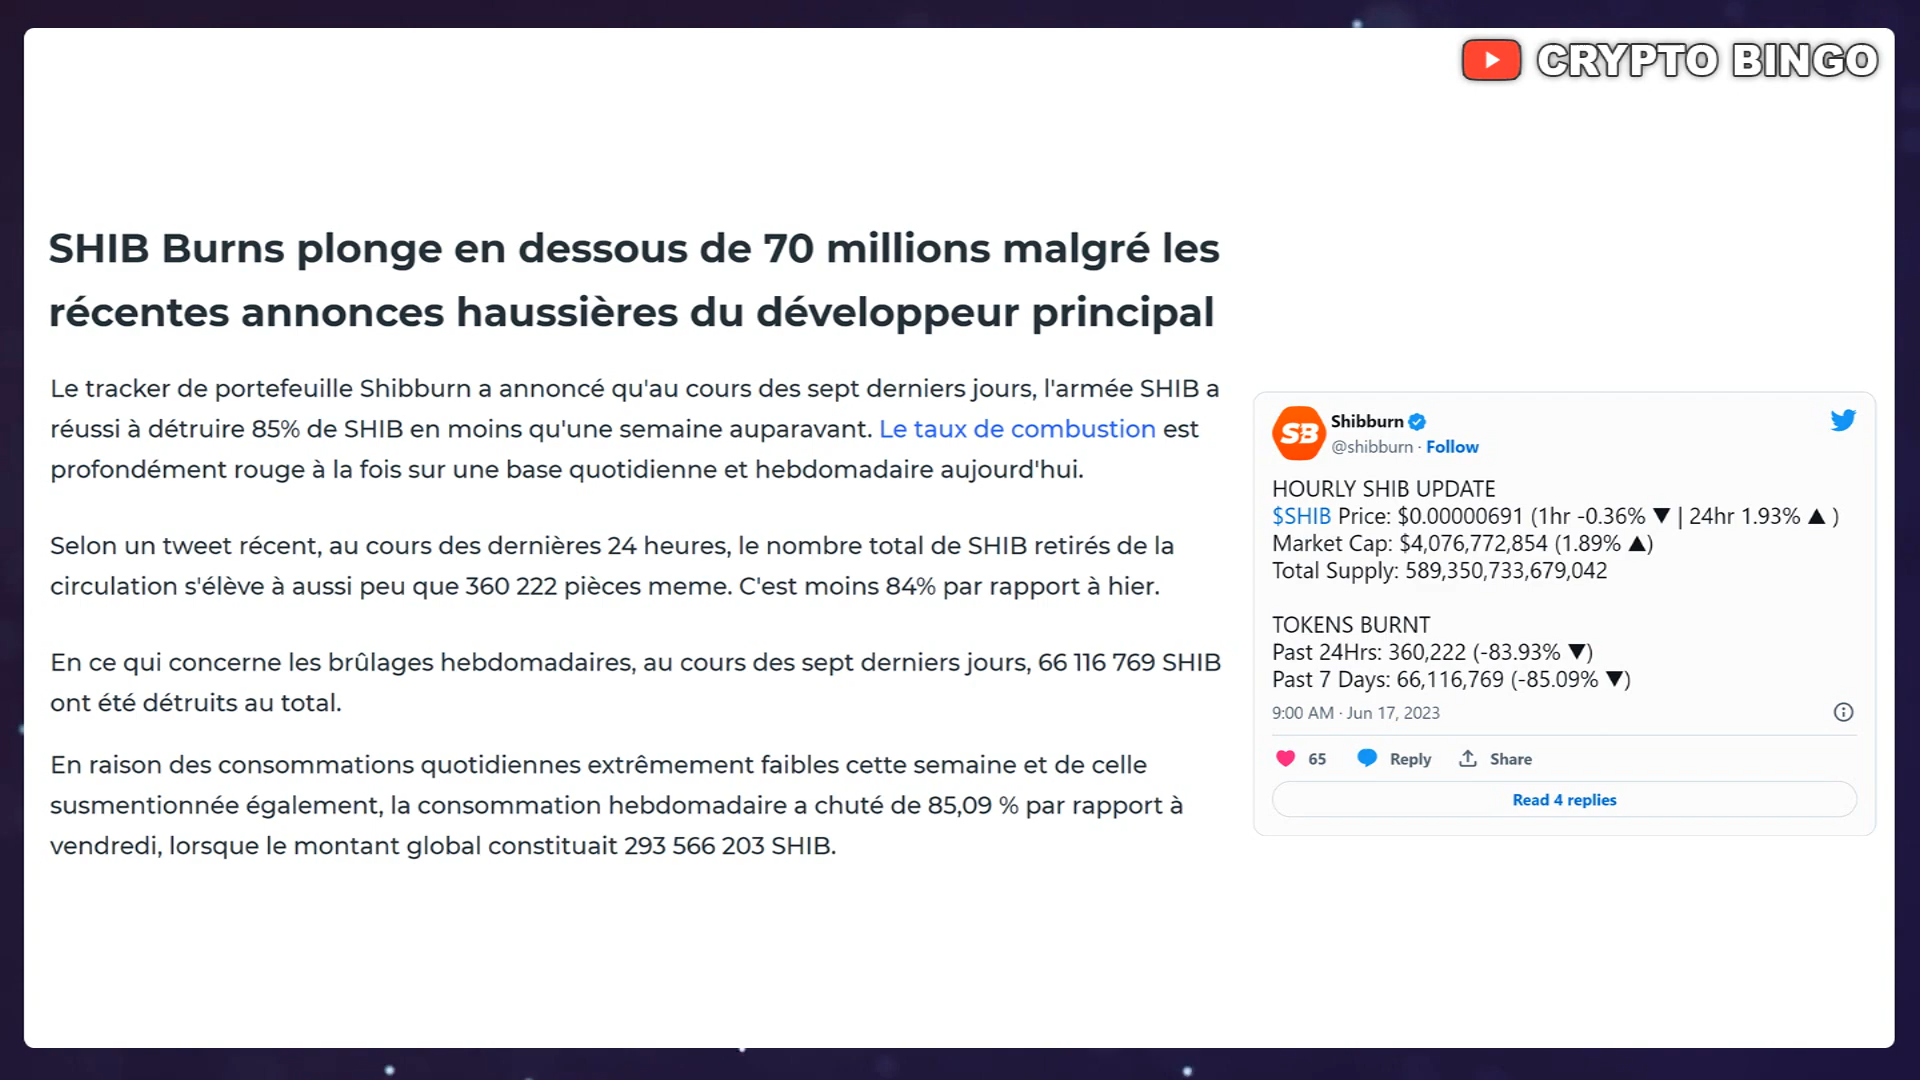 CRYPTO BINGO
SHIB Burns plonge en dessous de 70 millions malgré les
récentes annonces haussières du développeur principal
Le tracker de portefeuille Shibburn a annoncé qu'au cours des sept derniers jours, l'armée SHIB a
réussi à détruire 85% de SHIB en moins qu'une semaine auparavant. Le taux de combustion est
profondément rouge à la fois sur une base quotidienne et hebdomadaire aujourd'hui.
Selon un tweet récent, au cours des dernières 24 heures, le nombre total de SHIB retirés de la
circulation s'élève à aussi peu que 360 222 pièces meme. C'est moins 84% par rapport à hier.
En ce qui concerne les brûlages hebdomadaires, au cours des sept derniers jours, 66 116 769 SHIB
ont été détruits au total.
En raison des consommations quotidiennes extrêmement faibles cette semaine et de celle
susmentionnée également, la consommation hebdomadaire a chuté de 85,09 % par rapport à
vendredi, lorsque le montant global constituait 293 566 203 SHIB.
SB
Shibburn
@shibburn · Follow
HOURLY SHIB UPDATE
$SHIB Price: $0.00000691 (1hr -0.36% ▼ | 24hr 1.93% ▲ )
Market Cap: $4,076,772,854 (1.89% ▲)
Total Supply: 589,350,733,679,042
TOKENS BURNT
Past 24Hrs: 360,222 (-83.93% ▼)
Past 7 Days: 66,116,769 (-85.09% ▼)
9:00 AM · Jun 17, 2023
65 Reply Share
Read 4 replies